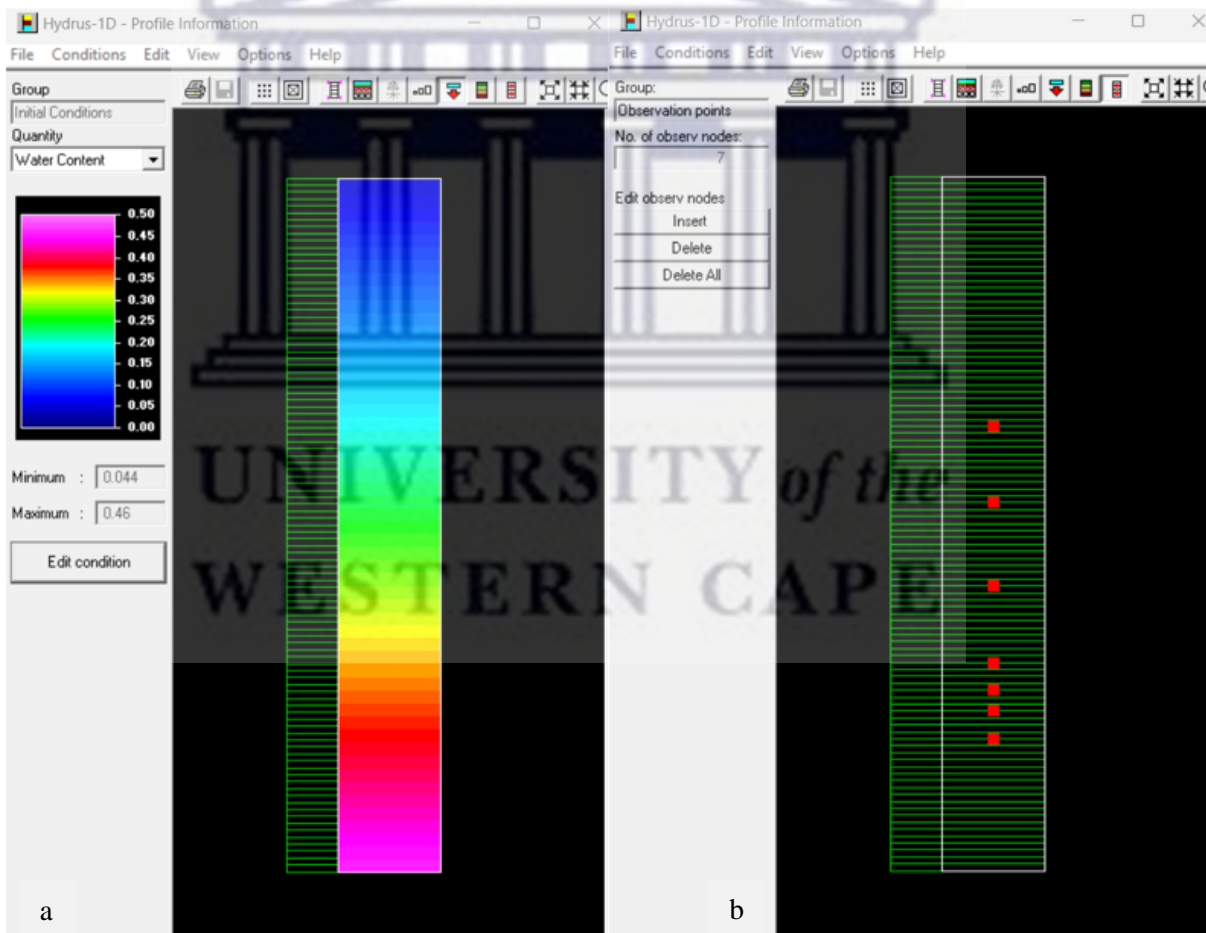 Hydrus-1D - Profile Information
File Conditions Edit View Options Help
Group
Initial Conditions
Quantity
Water Content
0.50
0.45
0.40
0.35
0.30
0.25
0.20
0.15
0.10
0.05
0.00
Minimum : 0.044
Maximum : 0.46
Edit condition
a
Hydrus-1D - Profile Information
File Conditions Edit View Options Help
Group:
Observation points
No. of observ nodes:
7
Edit observ nodes
Insert
Delete
Delete All
b
UNIVERSITY of the
WESTERN CAPE